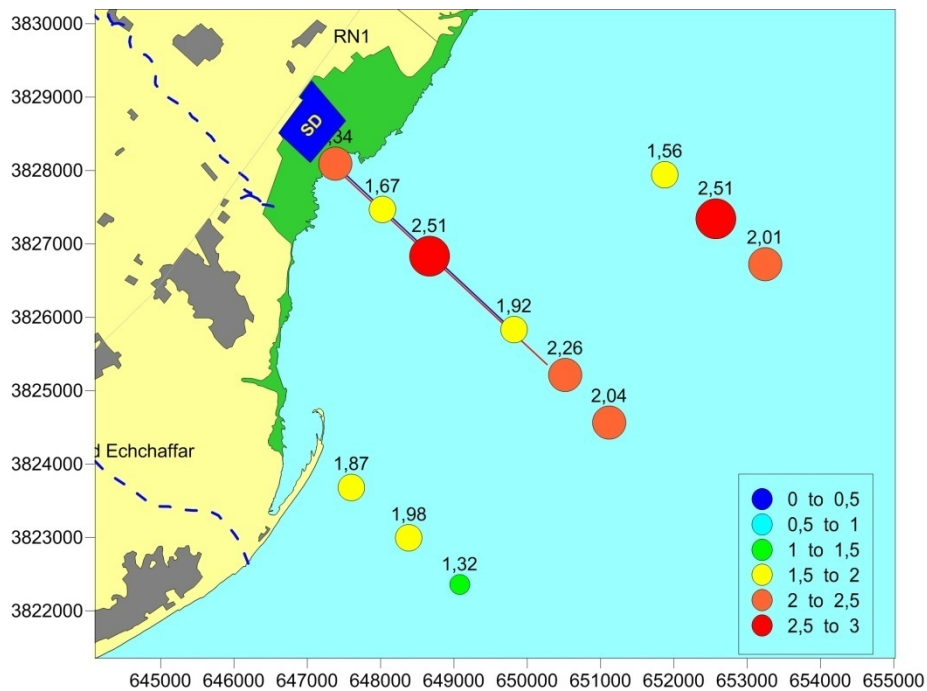 3830000
RN1
3829000
SD
,34
3828000
1,56
1,67
2,51
2,51
3827000
2,01
3826000
1,92
2,26
3825000
2,04
d Echchaffar
3824000
1,87
1,98
3823000
1,32
3822000
0 to 0,5
0,5 to 1
1 to 1,5
1,5 to 2
2 to 2,5
2,5 to 3
645000 646000 647000 648000 649000 650000 651000 652000 653000 654000 655000